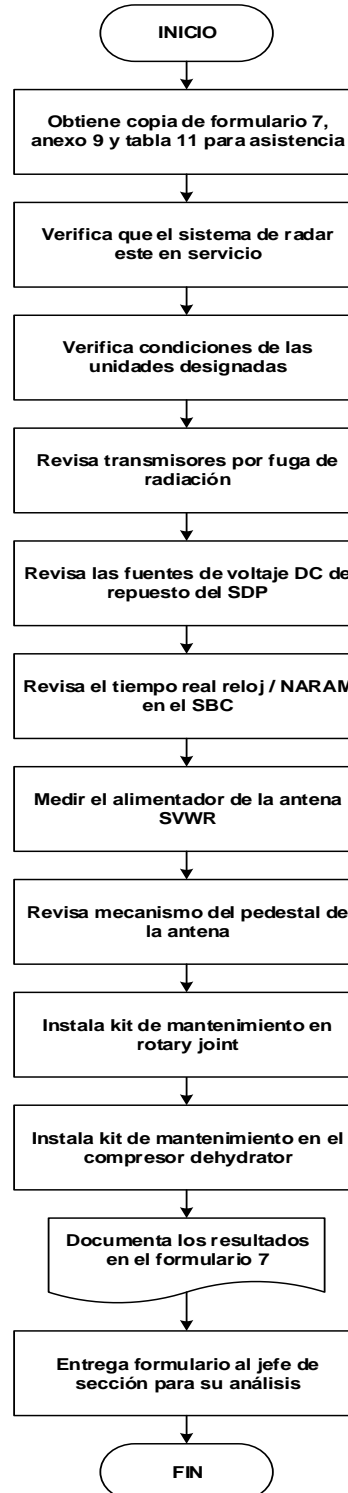 INICIO
Obtiene copia de formulario 7,
anexo 9 y tabla 11 para asistencia
Verifica que el sistema de radar
este en servicio
Verifica condiciones de las
unidades designadas
Revisa transmisores por fuga de
radiación
Revisa las fuentes de voltaje DC de
repuesto del SDP
Revisa el tiempo real reloj / NARAM
en el SBC
Medir el alimentador de la antena
SVWR
Revisa mecanismo del pedestal de
la antena
Instala kit de mantenimiento en
rotary joint
Instala kit de mantenimiento en el
compresor dehydrator
Documenta los resultados
en el formulario 7
Entrega formulario al jefe de
sección para su análisis
FIN